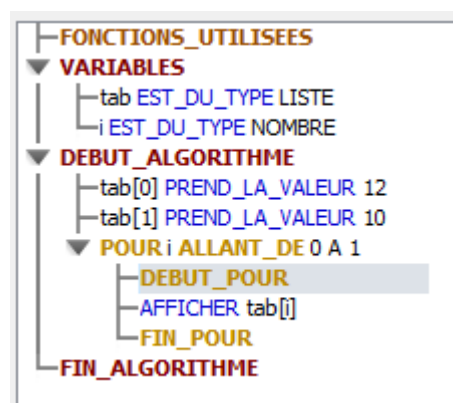 FONCTIONS_UTILISEES
VARIABLES
tab EST_DU_TYPE LISTE
i EST_DU_TYPE NOMBRE
DEBUT_ALGORITHME
tab[0] PREND_LA_VALEUR 12
tab[1] PREND_LA_VALEUR 10
POUR i ALLANT_DE 0 A 1
DEBUT_POUR
AFFICHER tab[i]
FIN_POUR
FIN_ALGORITHME